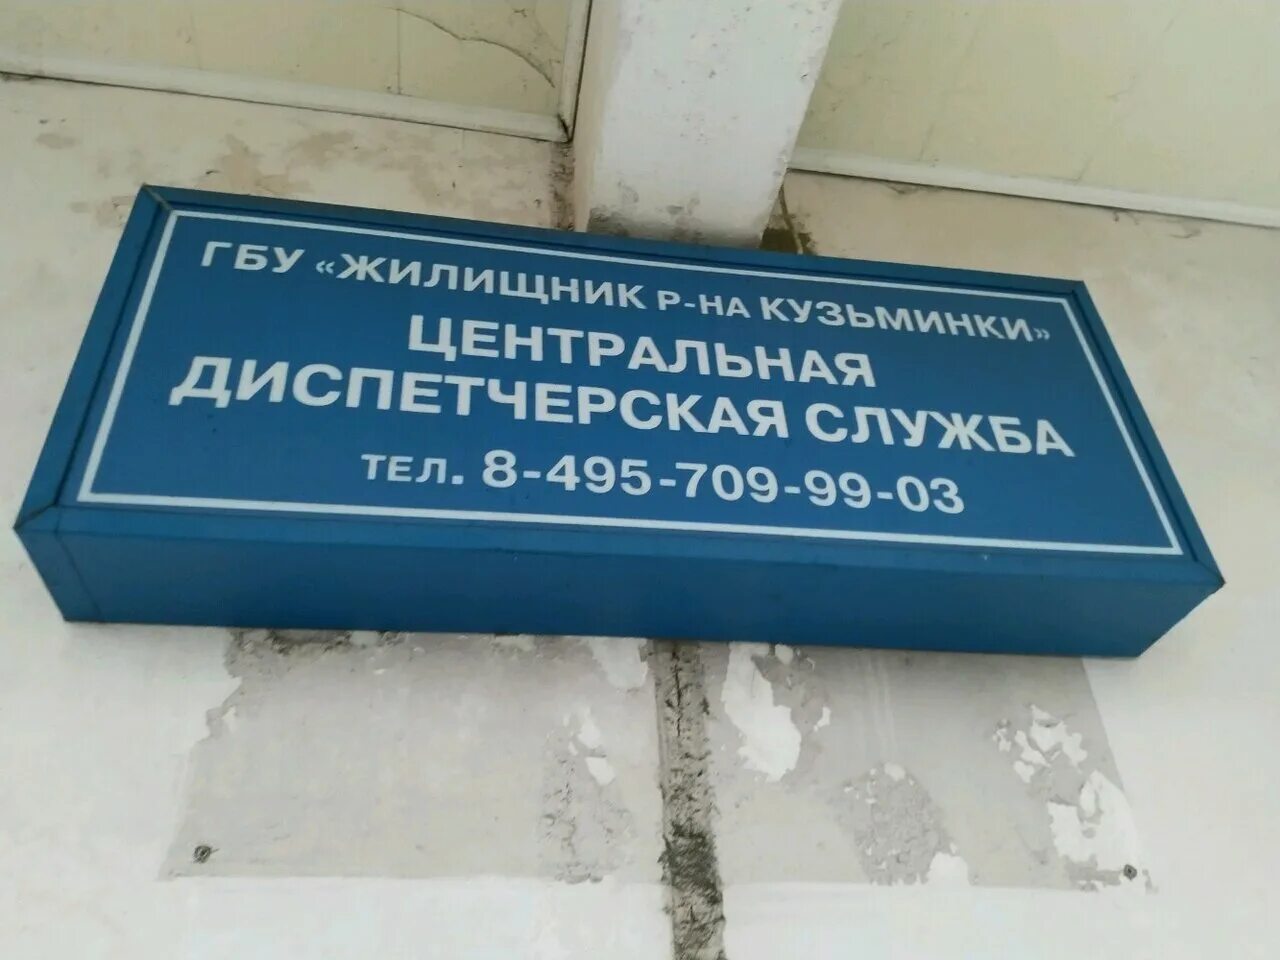 ГБУ «ЖИЛИЩНИК Р-НА КУЗЬМИНКИ»
ЦЕНТРАЛЬНАЯ
ДИСПЕТЧЕРСКАЯ СЛУЖБА
ТЕЛ. 8-495-709-99-03